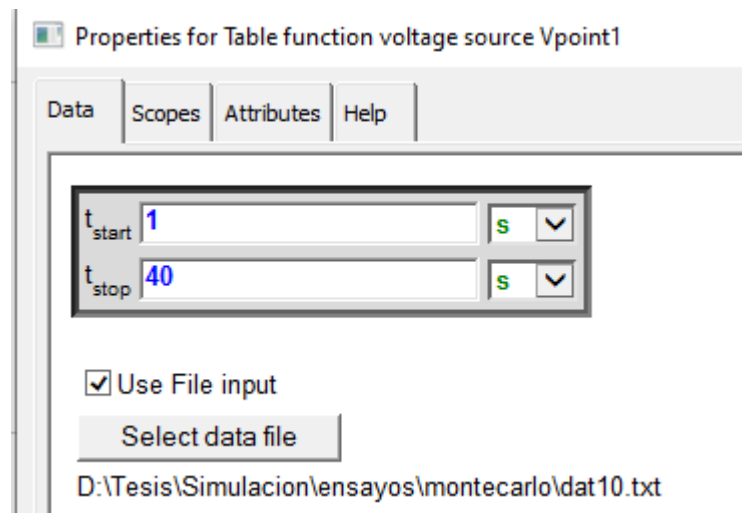 Properties for Table function voltage source Vpoint1
Data Scopes Attributes Help
tstart 1 s
tstop 40 s
Use File input
Select data file
D:\Tesis\Simulacion\ensayos\montecarlo\dat10.txt